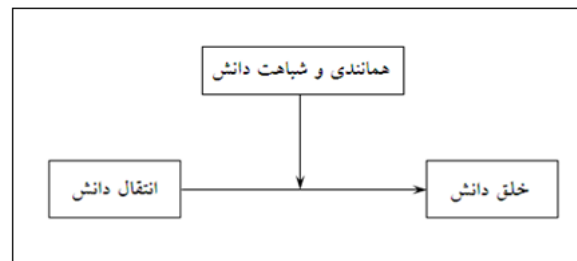 همانندی و شباهت دانش
خلق دانش
انتقال دانش